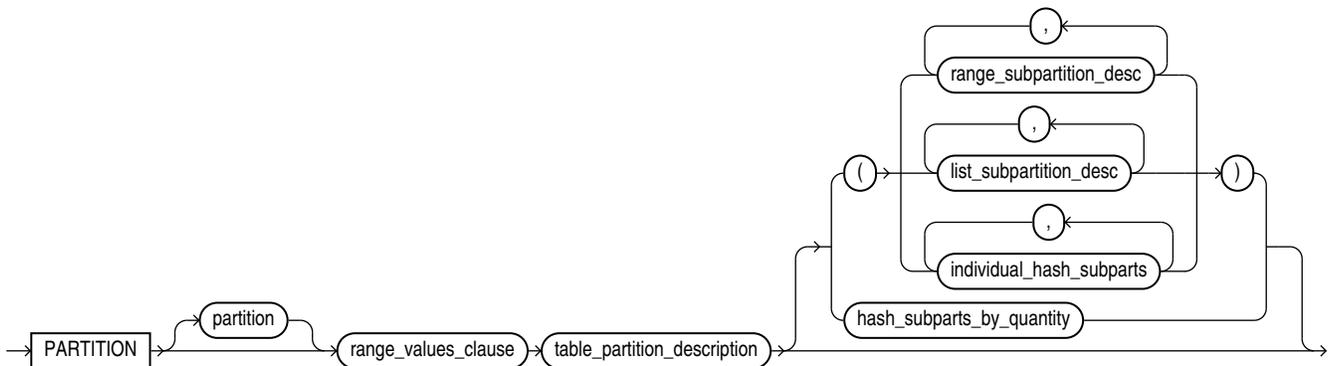 ,
range_subpartition_desc
,
( list_subpartition_desc )
,
individual_hash_subparts
partition hash_subparts_by_quantity
PARTITION range_values_clause table_partition_description